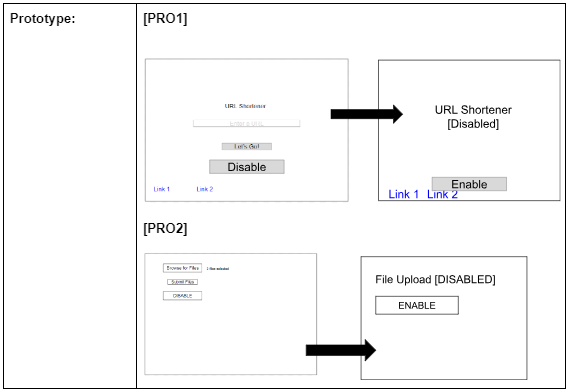 Prototype:
[PRO1]
URL Shortener
Enter a URL
Let's Go!
Disable
Link 1 Link 2
URL Shortener
[Disabled]
Enable
Link 1 Link 2
[PRO2]
Browse for Files 2 files selected
Submit Files
DISABLE
File Upload [DISABLED]
ENABLE